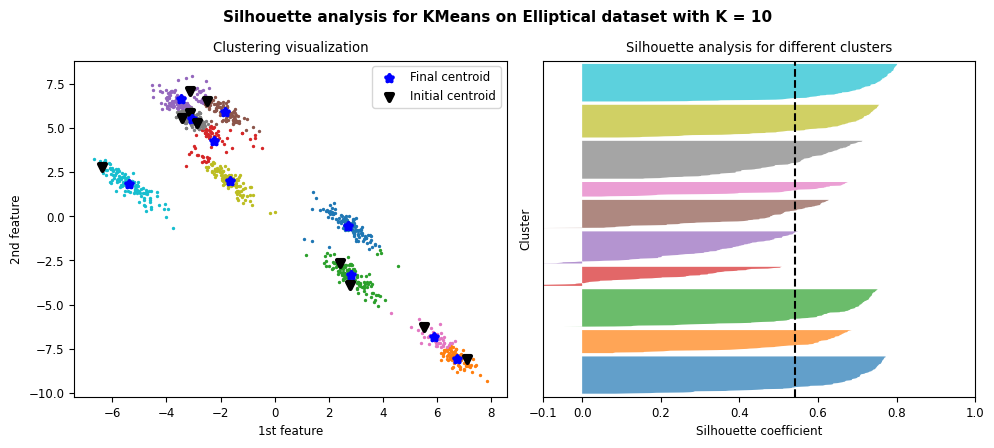 Silhouette analysis for KMeans on Elliptical dataset with K = 10
Clustering visualization
Final centroid
Initial centroid
7.5
5.0
2.5
0.0
−2.5
−5.0
−7.5
−10.0
2nd feature
−6
−4
−2
0
2
4
6
8
1st feature
Silhouette analysis for different clusters
Cluster
−0.1
0.0
0.2
0.4
0.6
0.8
1.0
Silhouette coefficient